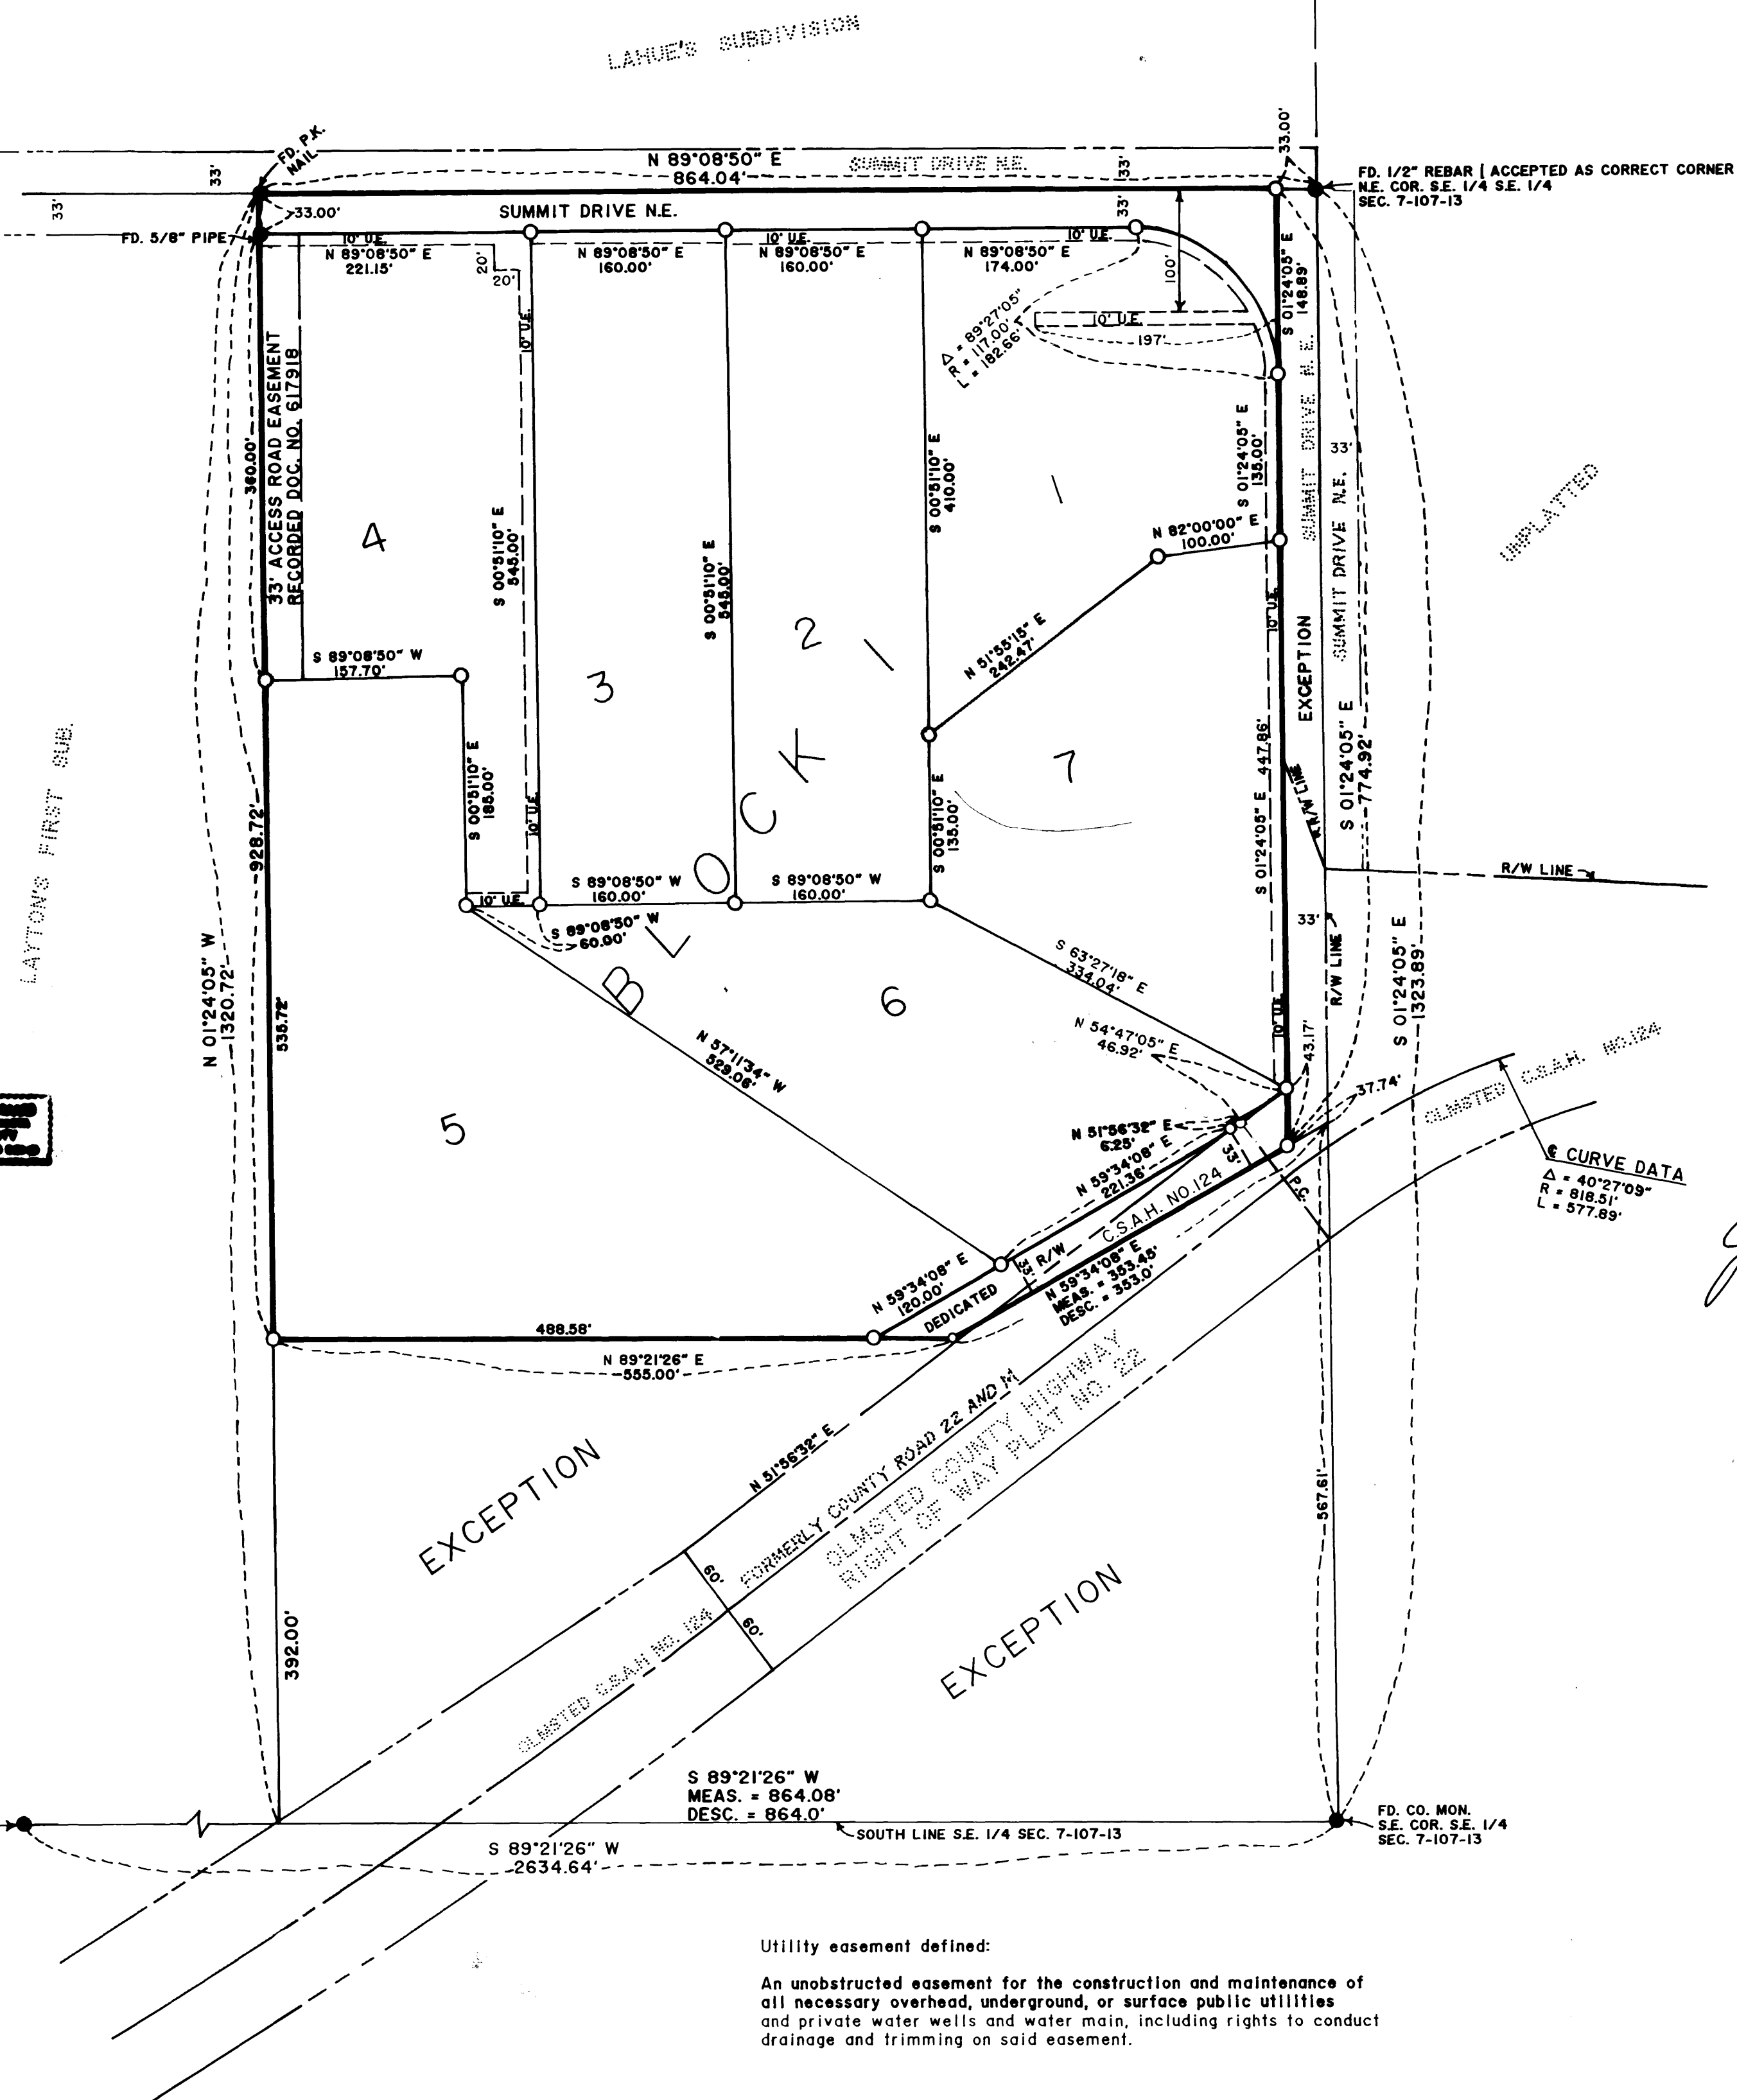 LAHUE'S SUBDIVISION
FD. P.K.
NAIL
33'
33'
N 89°08'50" E
864.04'
SUMMIT DRIVE N.E.
33'
33'
33.00'
FD. 1/2" REBAR [ ACCEPTED AS CORRECT CORNER
N.E. COR. S.E. 1/4 S.E. 1/4
SEC. 7-107-13
33.00'
SUMMIT DRIVE N.E.
FD. 5/8" PIPE
10' U.E.
N 89°08'50" E
221.15'
20'
20'
N 89°08'50" E
160.00'
10' U.E.
N 89°08'50" E
160.00'
10' U.E.
N 89°08'50" E
174.00'
100'
S 01°24'05" E
148.89'
10' U.E.
197'
Δ = 89°27'05"
R = 117.00'
L = 182.66'
33' ACCESS ROAD EASEMENT
RECORDED DOC. NO. 617918
360.00'
10' U.E.
4
S 00°51'10" E
545.00'
S 00°51'10" E
545.00'
S 00°51'10" E
410.00'
1
S 01°24'05" E
135.00'
SUMMIT DRIVE N. E.
33'
SUMMIT DRIVE N.E.
UNPLATTED
N 82°00'00" E
100.00'
10' U.E.
EXCEPTION
S 89°08'50" W
157.70'
3
2
N 51°55'15" E
242.47'
BLOCK 1
7
S 00°51'10" E
185.00'
10' U.E.
S 00°51'10" E
135.00'
S 01°24'05" E 447.86'
R/W LINE
S 01°24'05" E
774.92'
R/W LINE
LAYTON'S FIRST SUB.
928.72'
N 01°24'05" W
1320.72'
535.72'
10' U.E.
S 89°08'50" W
160.00'
S 89°08'50" W
160.00'
S 89°08'50" W
60.00'
33'
R/W LINE
S 01°24'05" E
1323.89'
S 63°27'18" E
334.04'
6
10' U.E.
N 54°47'05" E
46.92'
43.17'
37.74'
OLMSTED C.S.A.H. NO.124
N 57°11'34" W
529.06'
5
N 51°56'32" E
6.25'
N 59°34'08" E
221.36'
33'
P.C.
℄ CURVE DATA
Δ = 40°27'09"
R = 818.51'
L = 577.89'
N 59°34'08" E
120.00'
33'
DEDICATED R/W C.S.A.H. NO.124
N 59°34'08" E
MEAS. = 353.45'
DESC. = 353.0'
488.58'
N 89°21'26" E
555.00'
N 51°56'32" E
FORMERLY COUNTY ROAD 22 AND M
OLMSTED COUNTY HIGHWAY
RIGHT OF WAY PLAT NO. 22
EXCEPTION
60'
60'
567.61'
EXCEPTION
392.00'
OLMSTED C.S.A.H NO. 124
S 89°21'26" W
MEAS. = 864.08'
DESC. = 864.0'
SOUTH LINE S.E. 1/4 SEC. 7-107-13
FD. CO. MON.
S.E. COR. S.E. 1/4
SEC. 7-107-13
S 89°21'26" W
2634.64'
Utility easement defined:
An unobstructed easement for the construction and maintenance of
all necessary overhead, underground, or surface public utilities
and private water wells and water main, including rights to conduct
drainage and trimming on said easement.